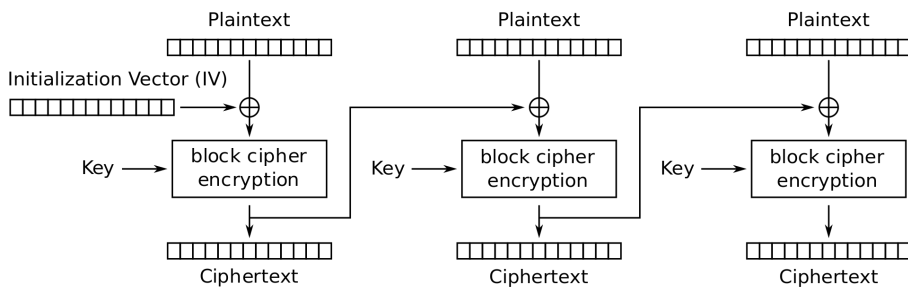 Plaintext
Plaintext
Plaintext
Initialization Vector (IV)
Key
block cipher
encryption
Key
block cipher
encryption
Key
block cipher
encryption
Ciphertext
Ciphertext
Ciphertext